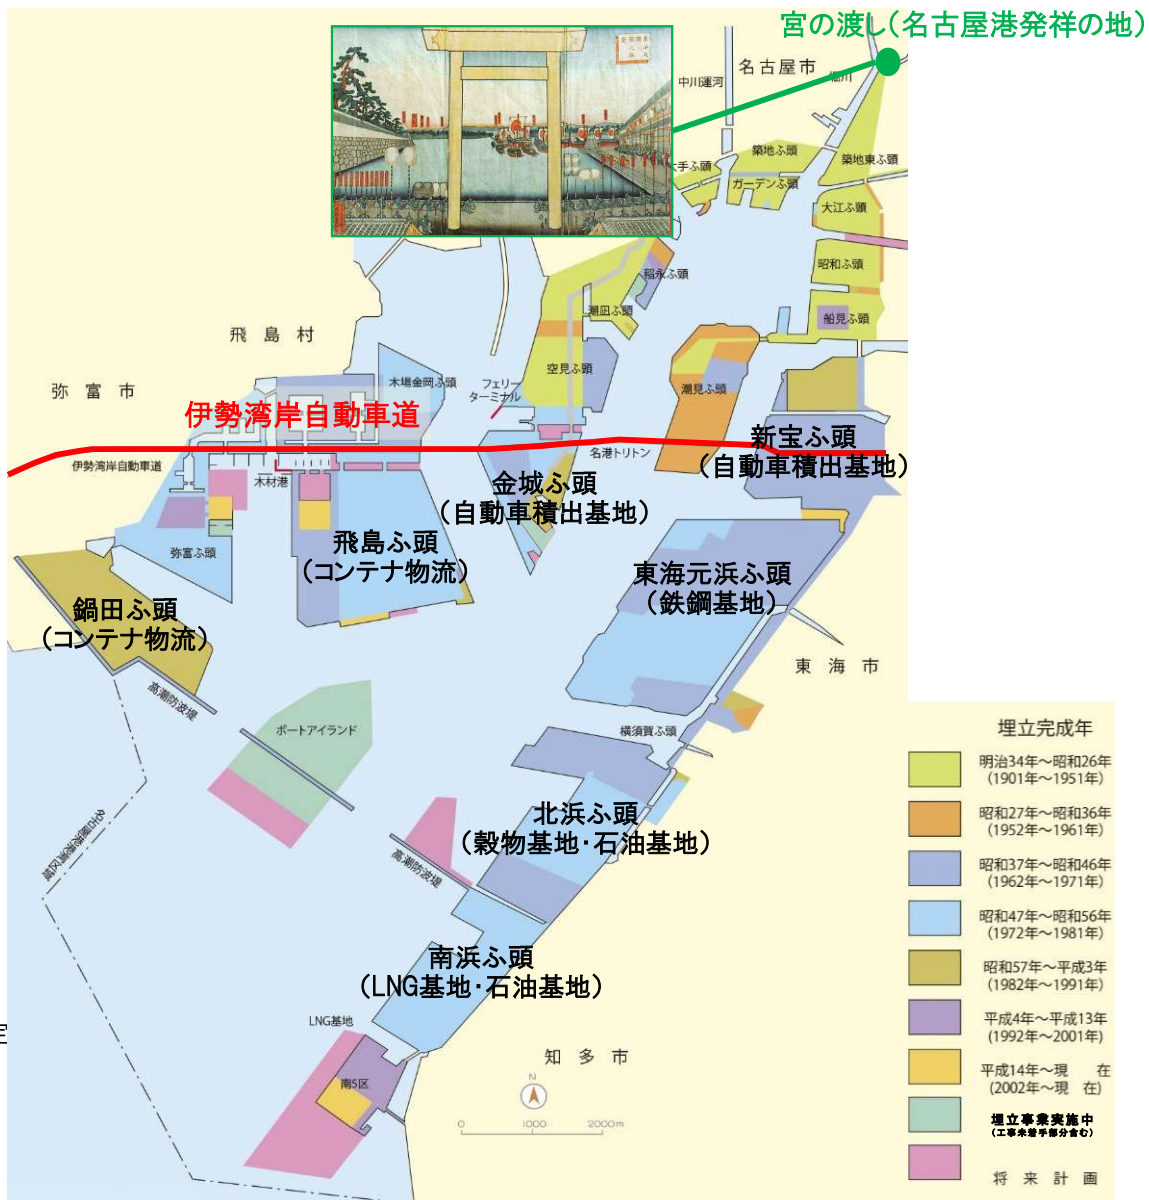 宮の渡し(名古屋港発祥の地)
名古屋市
中川運河
堀川
築地ふ頭
築地東ふ頭
大手ふ頭
ガーデンふ頭
大江ふ頭
昭和ふ頭
稲永ふ頭
潮凪ふ頭
船見ふ頭
飛島村
弥富市
空見ふ頭
木場金岡ふ頭
フェリー
ターミナル
潮見ふ頭
伊勢湾岸自動車道
伊勢湾岸自動車道
名港トリトン
新宝ふ頭
(自動車積出基地)
木材港
金城ふ頭
(自動車積出基地)
弥富ふ頭
飛島ふ頭
(コンテナ物流)
東海元浜ふ頭
(鉄鋼基地)
鍋田ふ頭
(コンテナ物流)
東海市
高潮防波堤
ポートアイランド
横須賀ふ頭
北浜ふ頭
(穀物基地・石油基地)
高潮防波堤
名古屋港港湾区域
南浜ふ頭
(LNG基地・石油基地)
LNG基地
南5区
知多市
N
0 1000 2000m
埋立完成年
明治34年～昭和26年
(1901年～1951年)
昭和27年～昭和36年
(1952年～1961年)
昭和37年～昭和46年
(1962年～1971年)
昭和47年～昭和56年
(1972年～1981年)
昭和57年～平成3年
(1982年～1991年)
平成4年～平成13年
(1992年～2001年)
平成14年～現 在
(2002年～現 在)
埋立事業実施中
(工事未着手部分含む)
将来計画